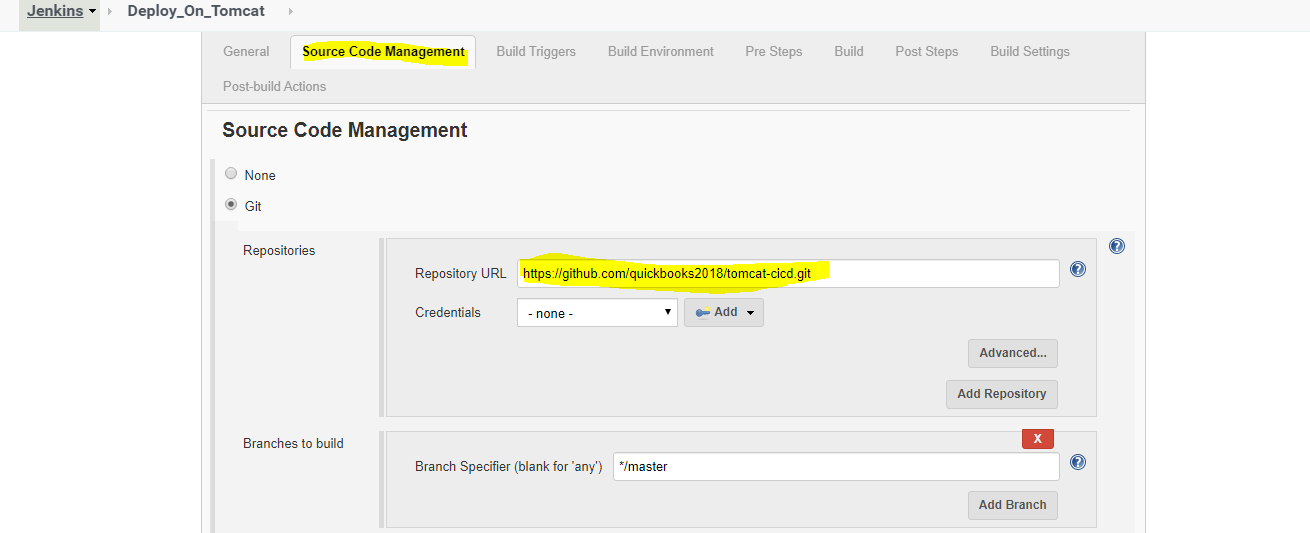 Jenkins Deploy_On_Tomcat
General Source Code Management Build Triggers Build Environment Pre Steps Build Post Steps Build Settings
Post-build Actions
Source Code Management
None
Git
Repositories
?
Repository URL https://github.com/quickbooks2018/tomcat-cicd.git ?
Credentials - none - Add
Advanced...
Add Repository
Branches to build
X
Branch Specifier (blank for 'any') */master ?
Add Branch